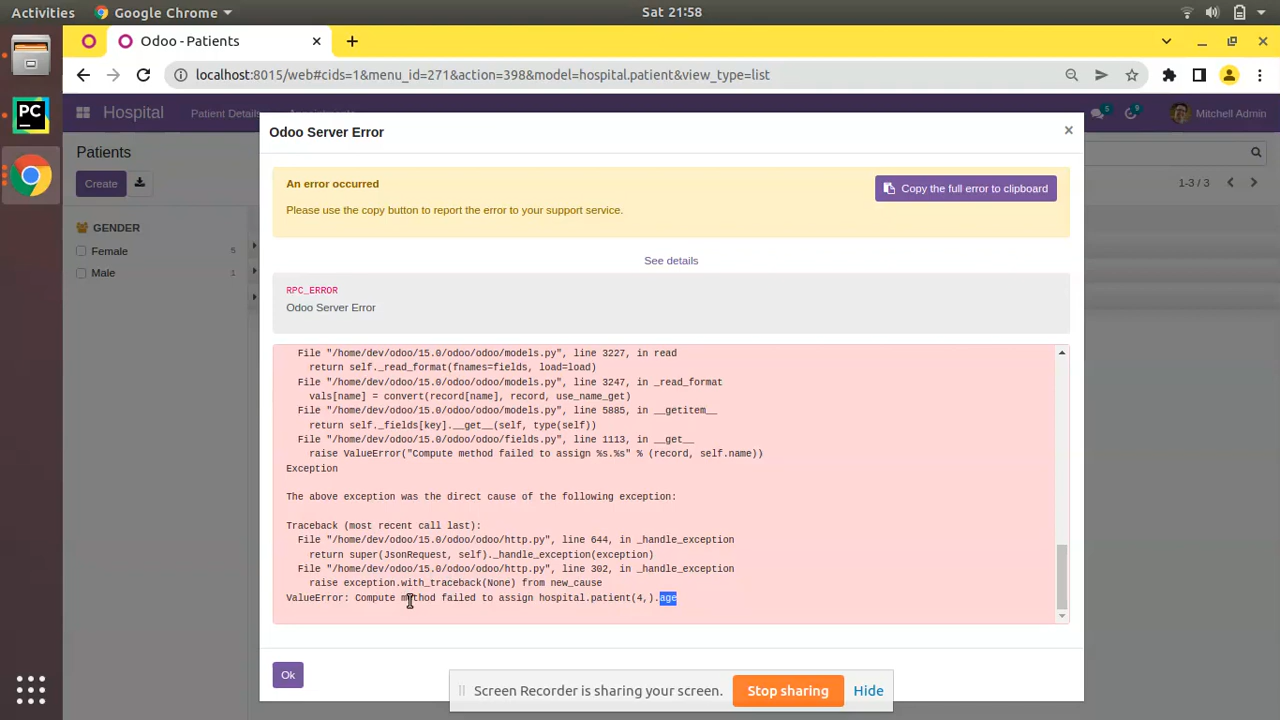 Activities
Google Chrome
Sat 21:58
Odoo - Patients
localhost:8015/web#cids=1&menu_id=271&action=398&model=hospital.patient&view_type=list
Hospital
Patient Details
5
9
Mitchell Admin
Patients
Create
1-3 / 3
GENDER
Female 5
Male 1
Odoo Server Error
×
An error occurred
Copy the full error to clipboard
Please use the copy button to report the error to your support service.
See details
RPC_ERROR
Odoo Server Error
File "/home/dev/odoo/15.0/odoo/odoo/models.py", line 3227, in read
return self._read_format(fnames=fields, load=load)
File "/home/dev/odoo/15.0/odoo/odoo/models.py", line 3247, in _read_format
vals[name] = convert(record[name], record, use_name_get)
File "/home/dev/odoo/15.0/odoo/odoo/models.py", line 5885, in __getitem__
return self._fields[key].__get__(self, type(self))
File "/home/dev/odoo/15.0/odoo/odoo/fields.py", line 1113, in __get__
raise ValueError("Compute method failed to assign %s.%s" % (record, self.name))
Exception
The above exception was the direct cause of the following exception:
Traceback (most recent call last):
File "/home/dev/odoo/15.0/odoo/odoo/http.py", line 644, in _handle_exception
return super(JsonRequest, self)._handle_exception(exception)
File "/home/dev/odoo/15.0/odoo/odoo/http.py", line 302, in _handle_exception
raise exception.with_traceback(None) from new_cause
ValueError: Compute method failed to assign hospital.patient(4,).age
Ok
Screen Recorder is sharing your screen.
Stop sharing
Hide
PC